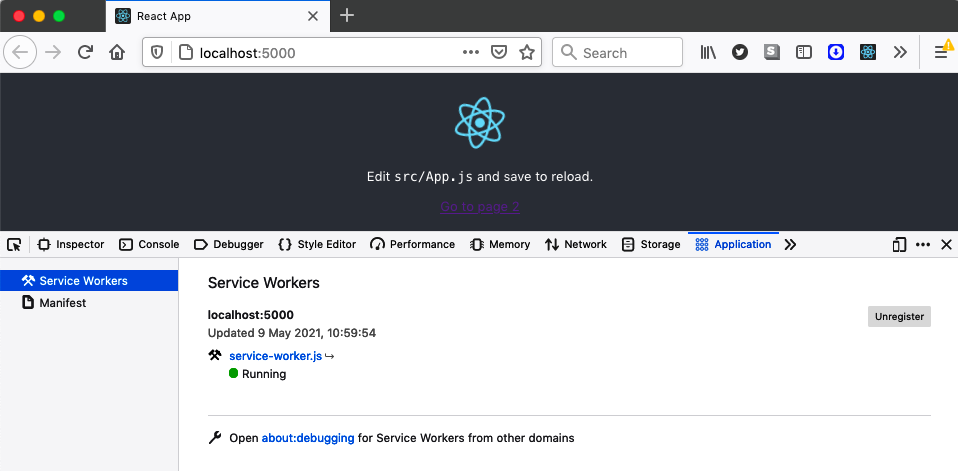 React App
localhost:5000
Search
Edit src/App.js and save to reload.
Go to page 2
Inspector Console Debugger Style Editor Performance Memory Network Storage Application
Service Workers
Manifest
Service Workers
localhost:5000
Unregister
Updated 9 May 2021, 10:59:54
service-worker.js
Running
Open about:debugging for Service Workers from other domains